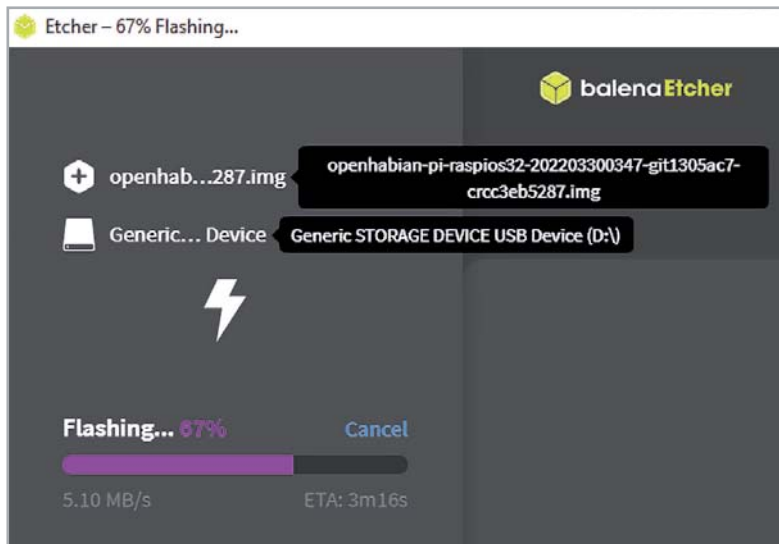 Etcher – 67% Flashing...
balenaEtcher
openhab...287.img
openhabian-pi-raspios32-202203300347-git1305ac7-
crcc3eb5287.img
Generic... Device
Generic STORAGE DEVICE USB Device (D:\)
Flashing... 67%
Cancel
5.10 MB/s
ETA: 3m16s